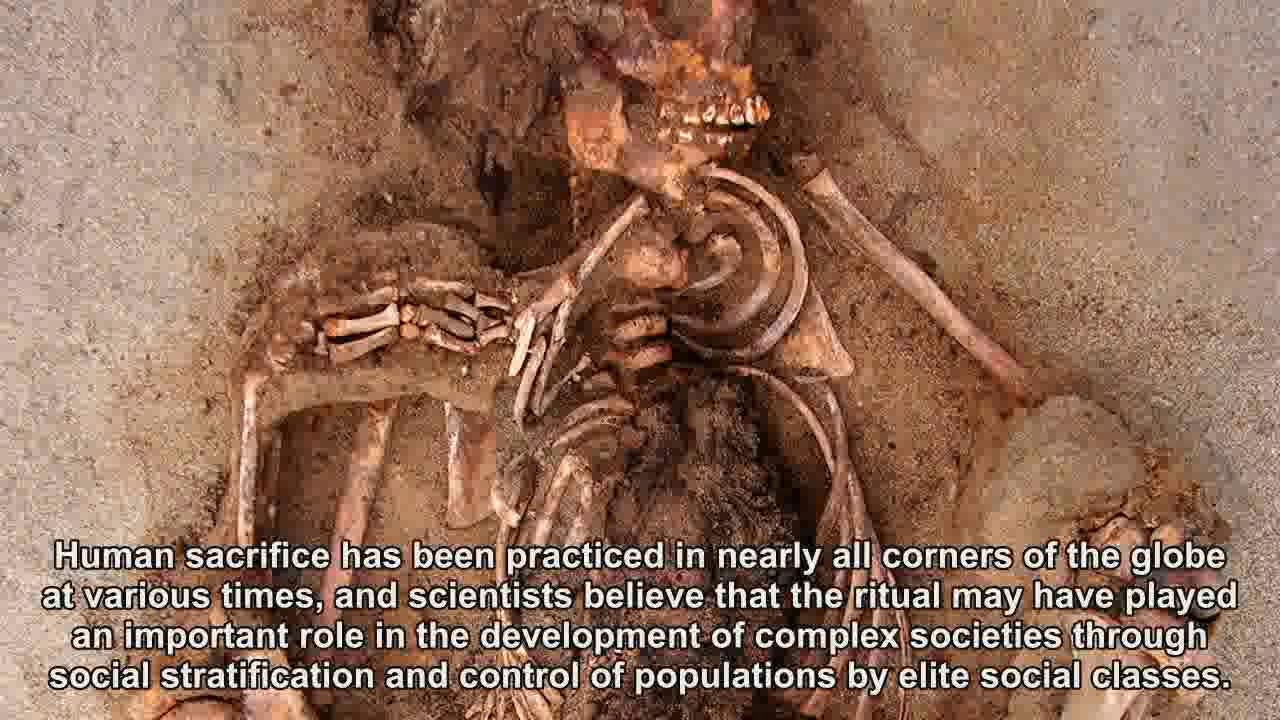 Human sacrifice has been practiced in nearly all corners of the globe
at various times, and scientists believe that the ritual may have played
an important role in the development of complex societies through
social stratification and control of populations by elite social classes.